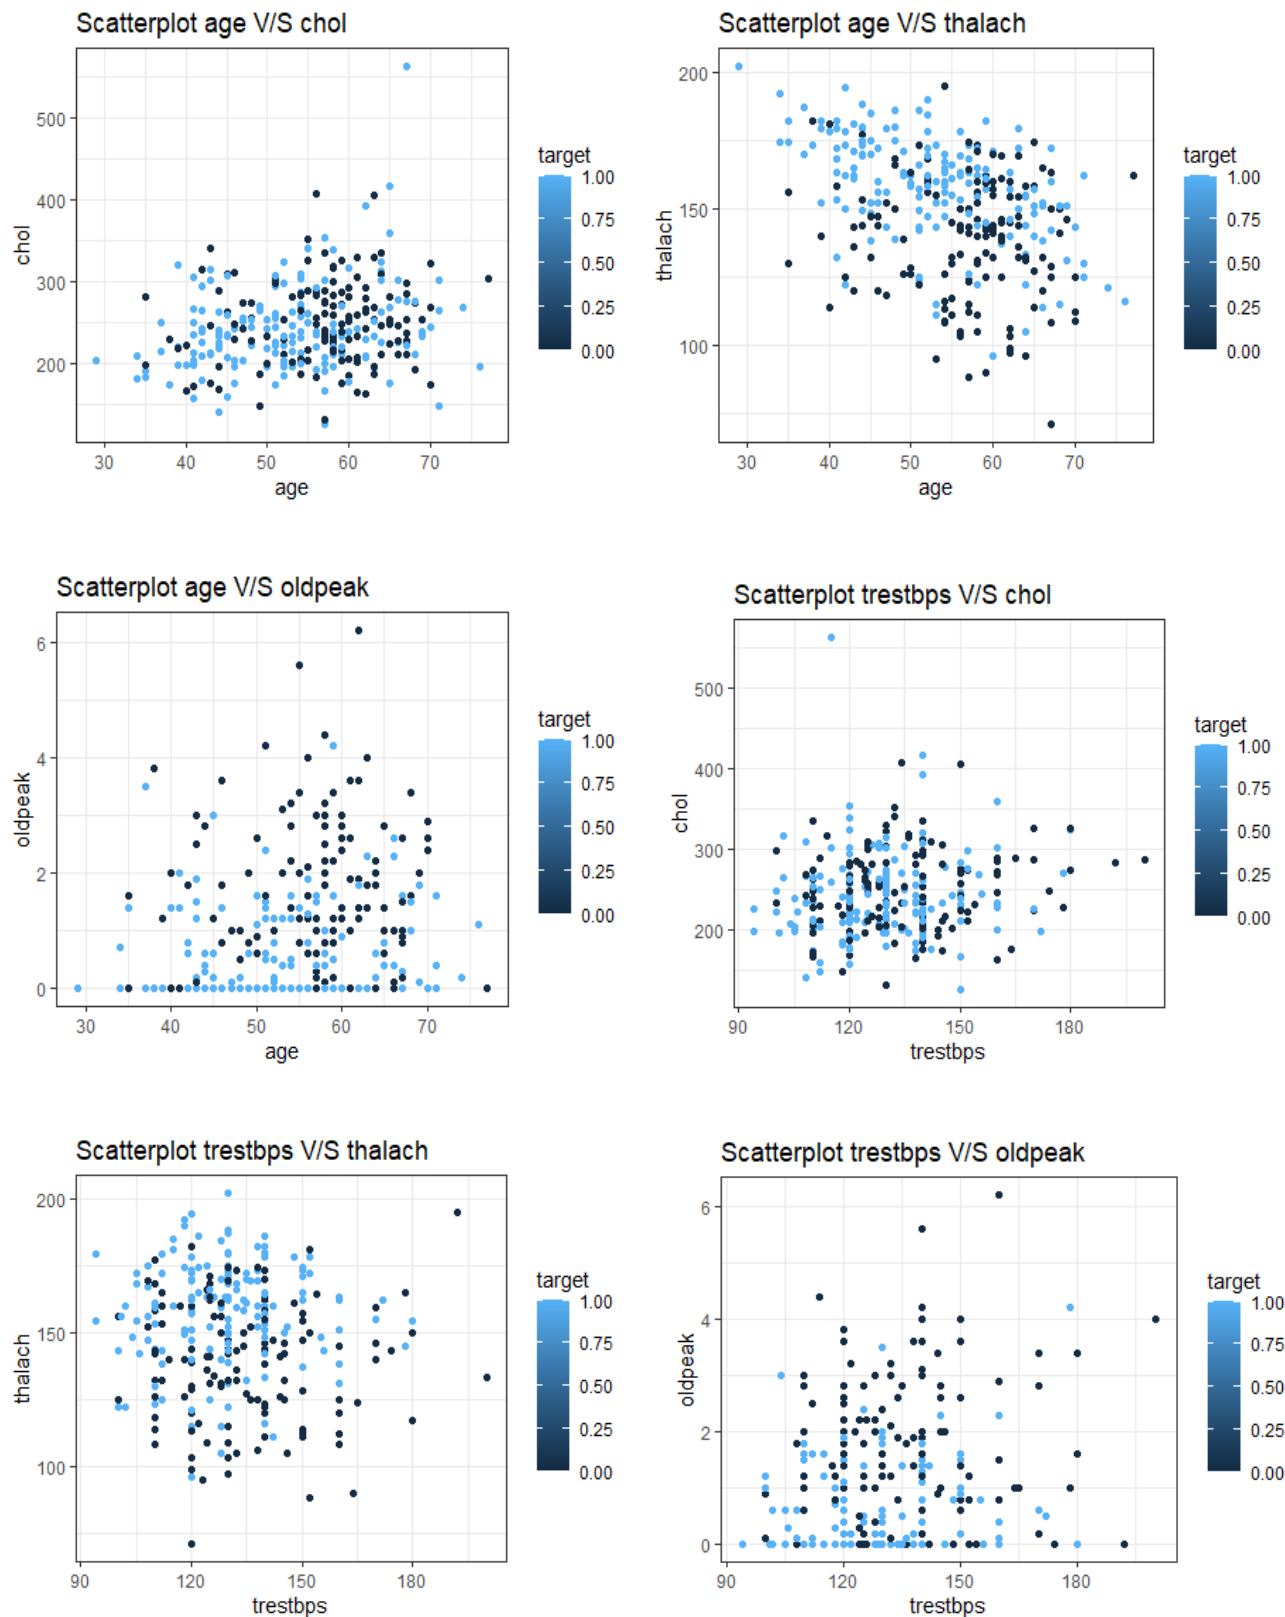 Scatterplot age V/S chol
500
400
300
200
chol
30 40 50 60 70
age
target
1.00
0.75
0.50
0.25
0.00
Scatterplot age V/S thalach
200
150
100
thalach
30 40 50 60 70
age
target
1.00
0.75
0.50
0.25
0.00
Scatterplot age V/S oldpeak
6
4
2
0
oldpeak
30 40 50 60 70
age
target
1.00
0.75
0.50
0.25
0.00
Scatterplot trestbps V/S chol
500
400
300
200
chol
90 120 150 180
trestbps
target
1.00
0.75
0.50
0.25
0.00
Scatterplot trestbps V/S thalach
200
150
100
thalach
90 120 150 180
trestbps
target
1.00
0.75
0.50
0.25
0.00
Scatterplot trestbps V/S oldpeak
6
4
2
0
oldpeak
90 120 150 180
trestbps
target
1.00
0.75
0.50
0.25
0.00